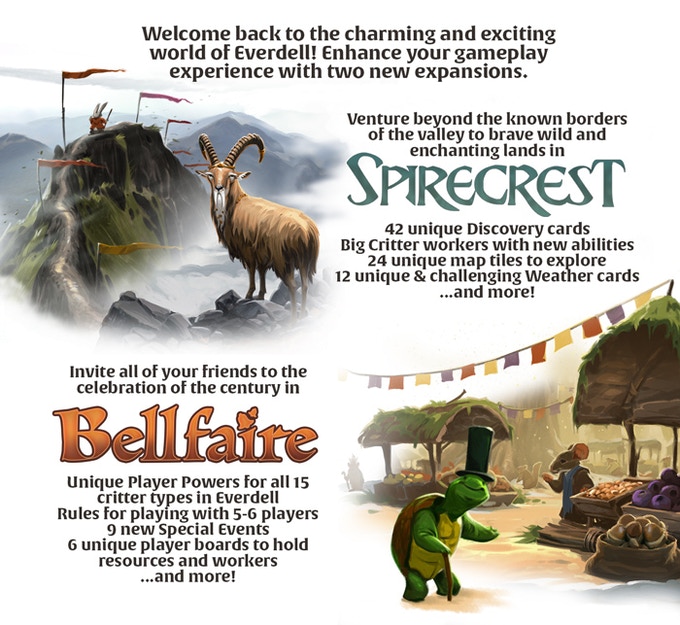 Welcome back to the charming and exciting
world of Everdell! Enhance your gameplay
experience with two new expansions.
Venture beyond the known borders
of the valley to brave wild and
enchanting lands in
SPIRECREST
42 unique Discovery cards
Big Critter workers with new abilities
24 unique map tiles to explore
12 unique & challenging Weather cards
...and more!
Invite all of your friends to the
celebration of the century in
Bellfaire
Unique Player Powers for all 15
critter types in Everdell
Rules for playing with 5-6 players
9 new Special Events
6 unique player boards to hold
resources and workers
...and more!